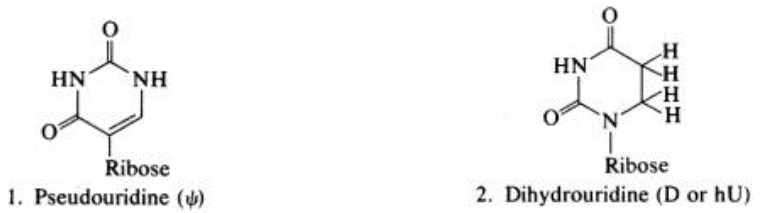 O
HN
NH
O
Ribose
1. Pseudouridine (ψ)
O
HN
H
H
H
H
O
N
Ribose
2. Dihydrouridine (D or hU)